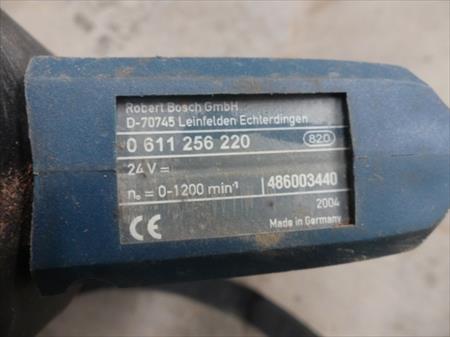 Robert Bosch GmbH
D-70745 Leinfelden Echterdingen
0 611 256 220 820
24 V =
n₀ = 0-1200 min⁻¹ 486003440
2004
CE Made in Germany